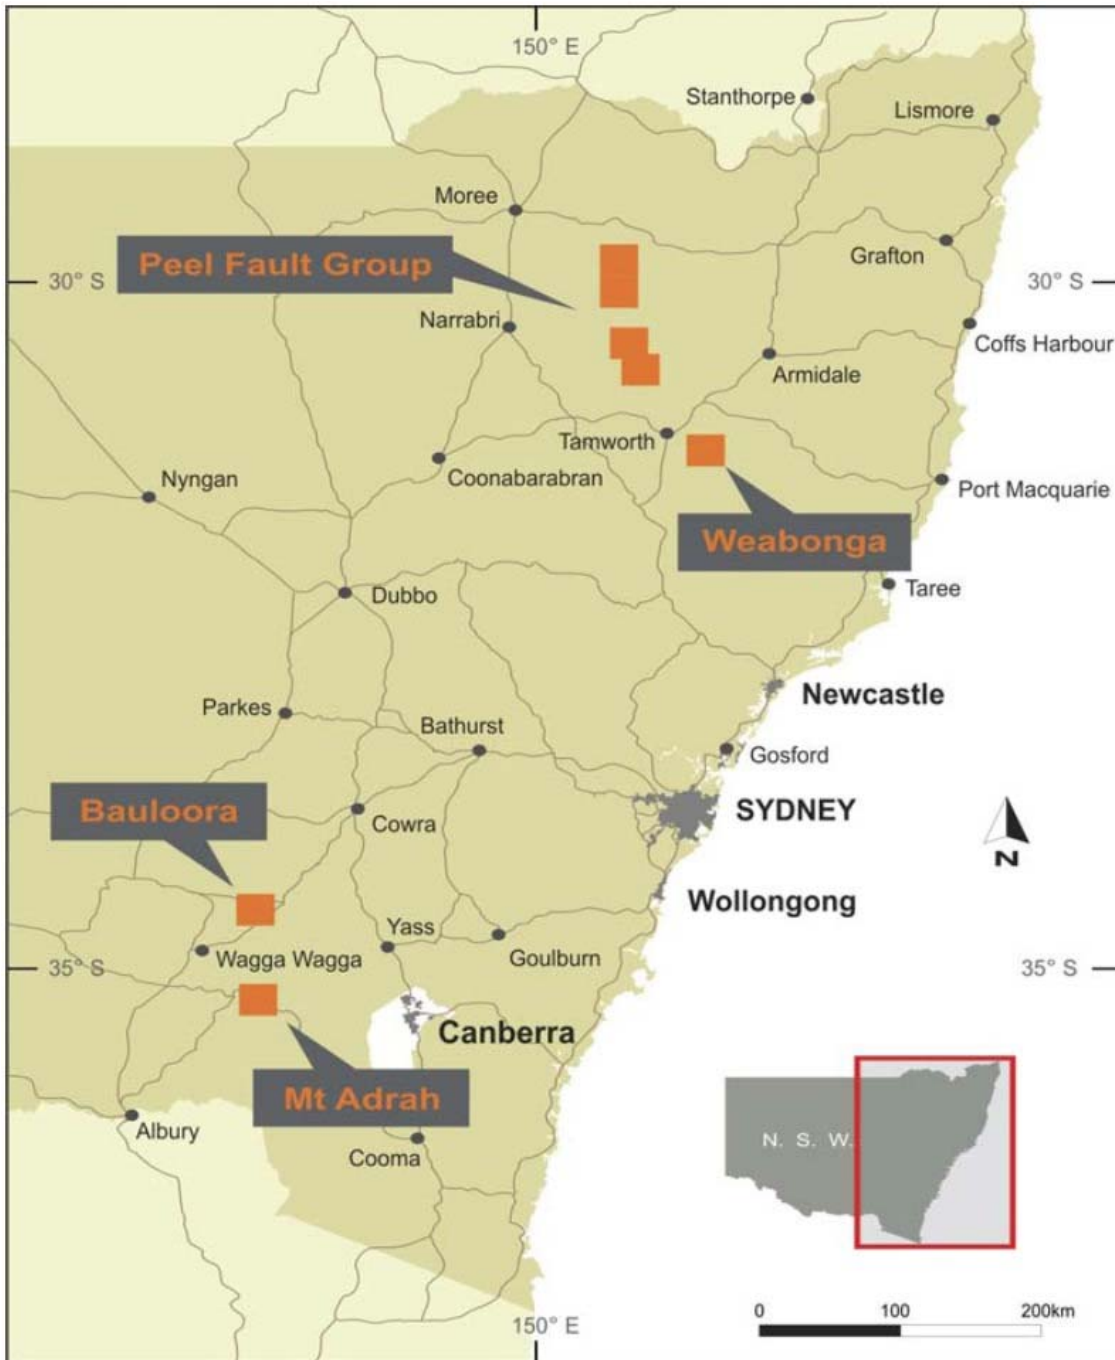 150° E
Stanthorpe
Lismore
Moree
Grafton
Peel Fault Group
30° S
30° S
Narrabri
Coffs Harbour
Armidale
Tamworth
Coonabarabran
Nyngan
Port Macquarie
Weabonga
Taree
Dubbo
Newcastle
Parkes
Bathurst
Gosford
Bauloora
SYDNEY
Cowra
N
Wollongong
Yass
Wagga Wagga
Goulburn
35° S
35° S
Canberra
Mt Adrah
Albury
N. S. W.
Cooma
0 100 200km
150° E